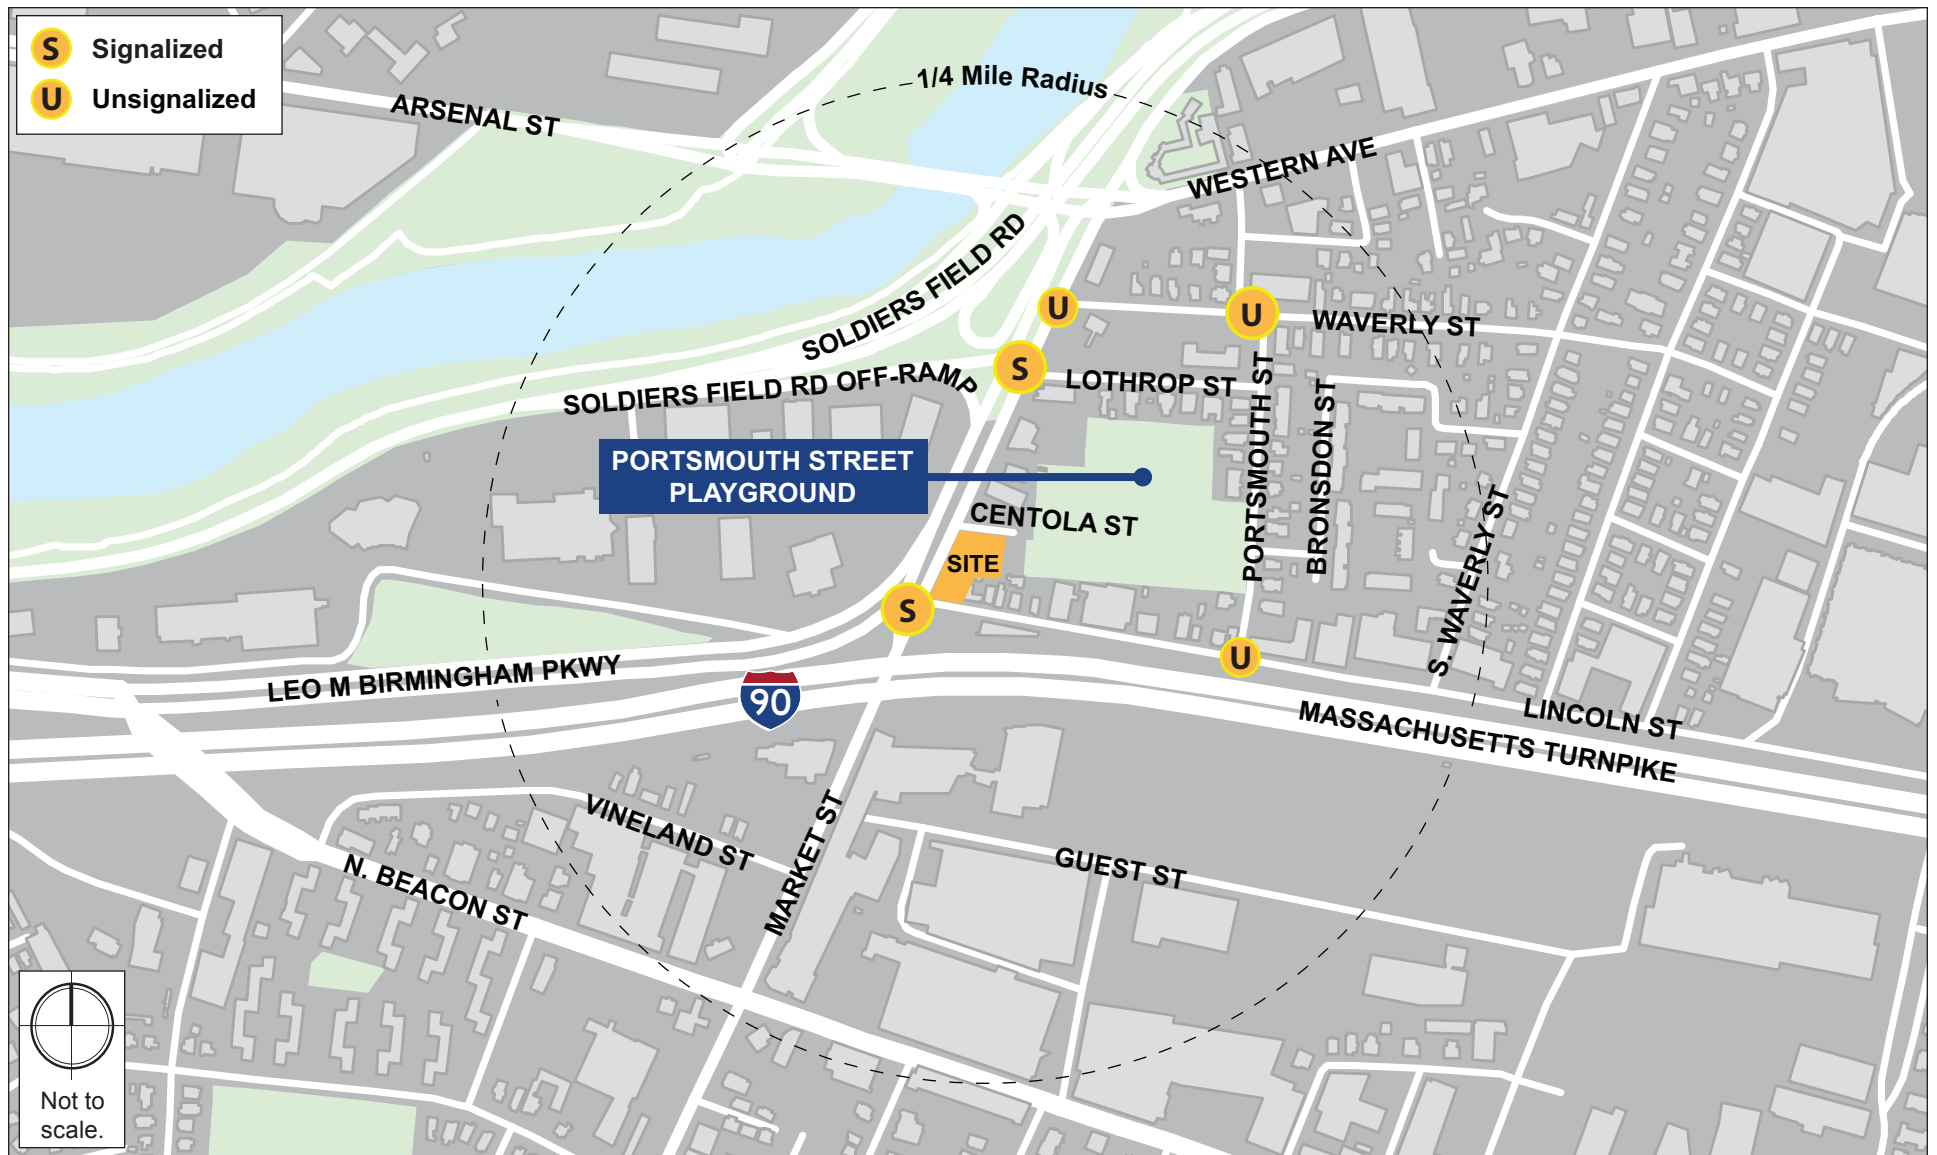 S Signalized
U Unsignalized
1/4 Mile Radius
ARSENAL ST
WESTERN AVE
SOLDIERS FIELD RD
U
U
WAVERLY ST
S
LOTHROP ST
SOLDIERS FIELD RD OFF-RAMP
PORTSMOUTH ST
BRONSDON ST
PORTSMOUTH STREET
PLAYGROUND
CENTOLA ST
SITE
S. WAVERLY ST
S
U
LEO M BIRMINGHAM PKWY
90
LINCOLN ST
MASSACHUSETTS TURNPIKE
VINELAND ST
MARKET ST
GUEST ST
N. BEACON ST
Not to
scale.